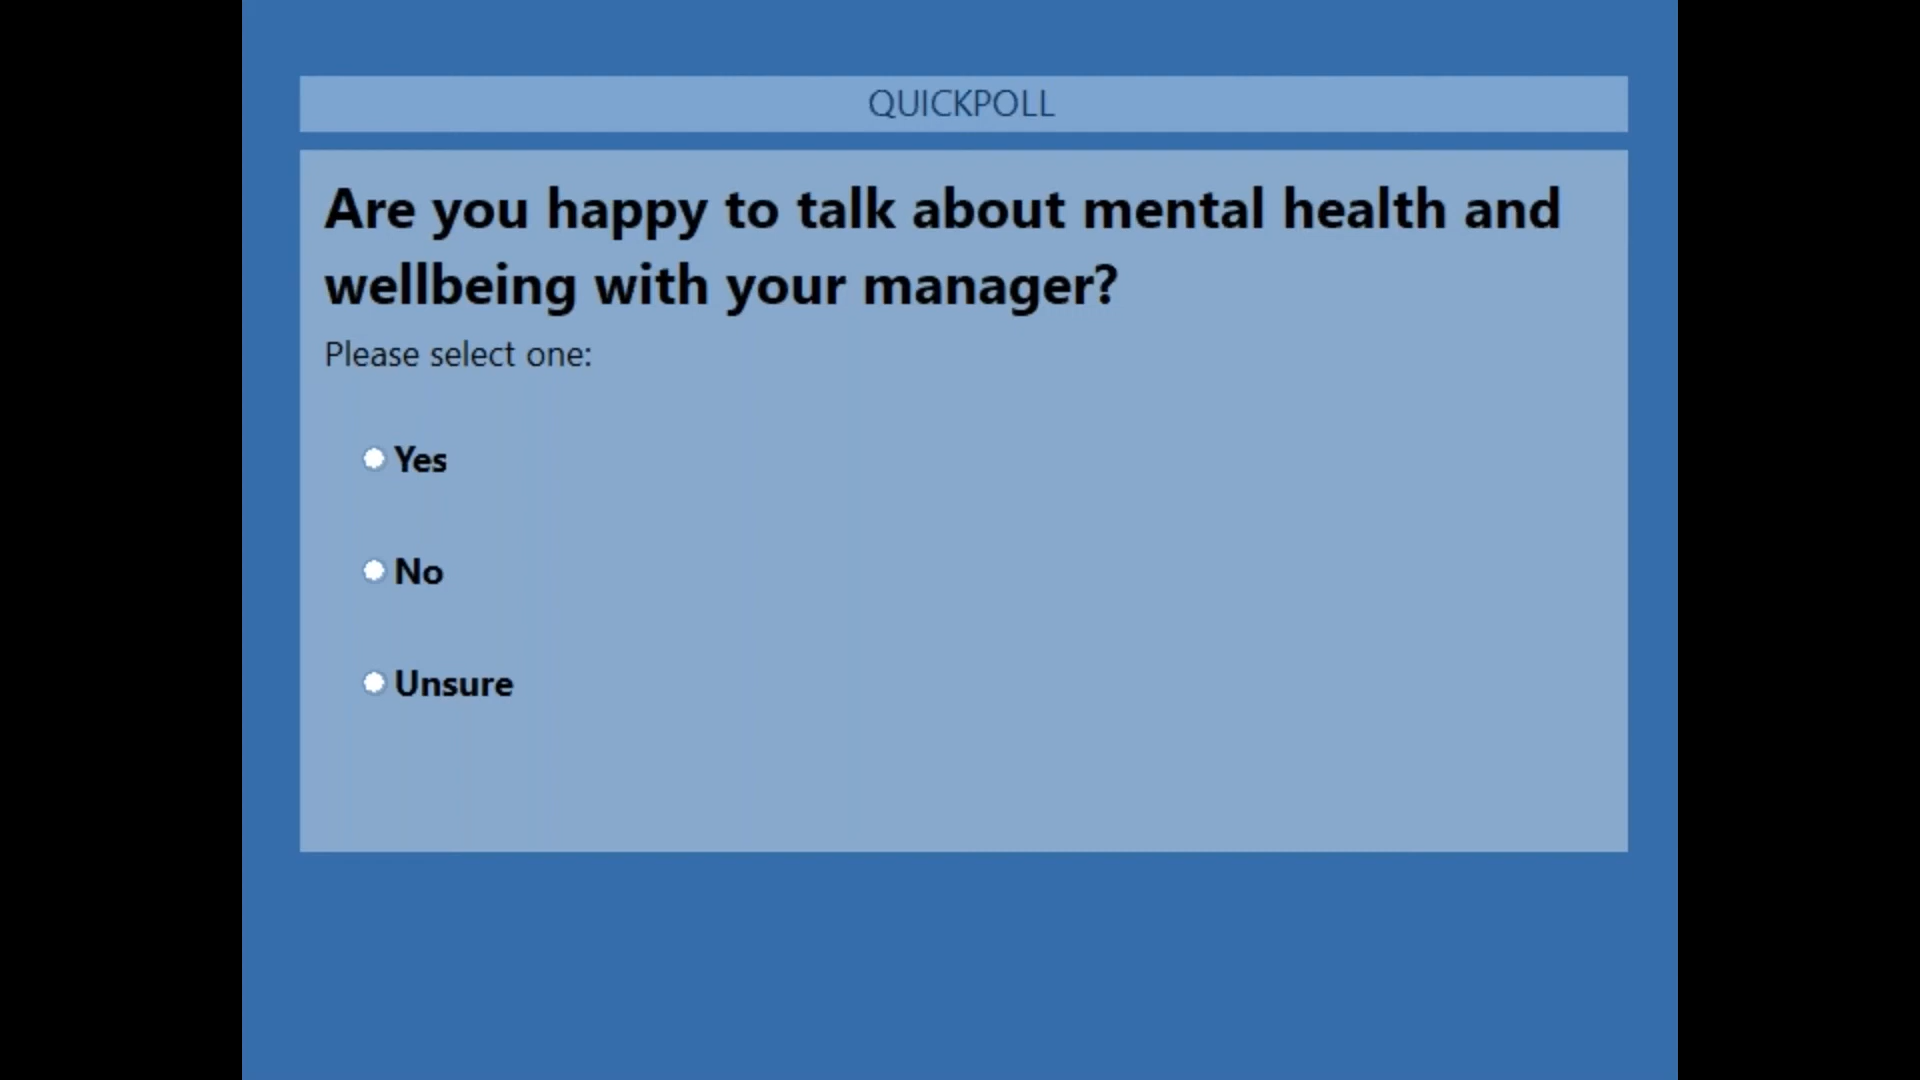 QUICKPOLL
Are you happy to talk about mental health and
wellbeing with your manager?
Please select one:
Yes
No
Unsure